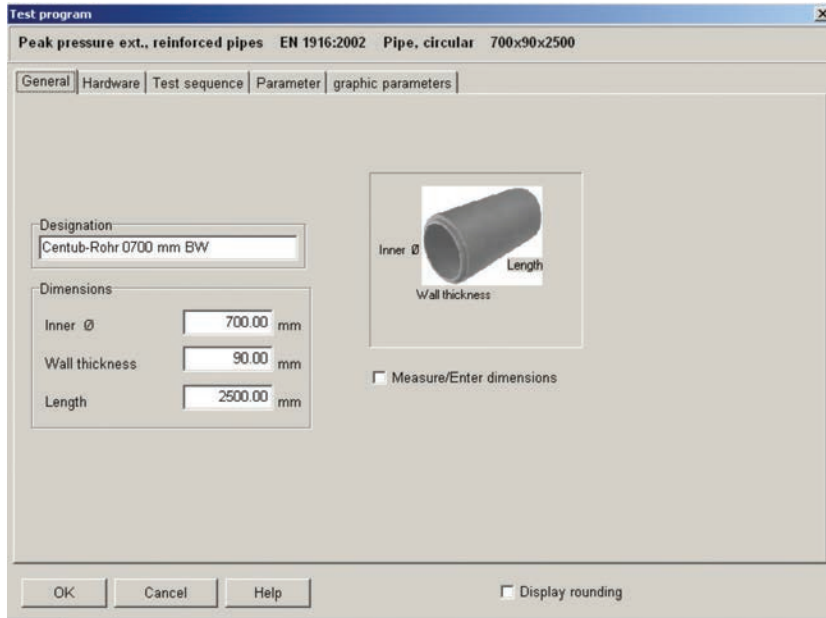 Test program
Peak pressure ext., reinforced pipes EN 1916:2002 Pipe, circular 700x90x2500
General Hardware Test sequence Parameter graphic parameters
Designation
Centub-Rohr 0700 mm BW
Dimensions
Inner Ø 700.00 mm
Wall thickness 90.00 mm
Length 2500.00 mm
Inner Ø
Length
Wall thickness
Measure/Enter dimensions
OK Cancel Help Display rounding